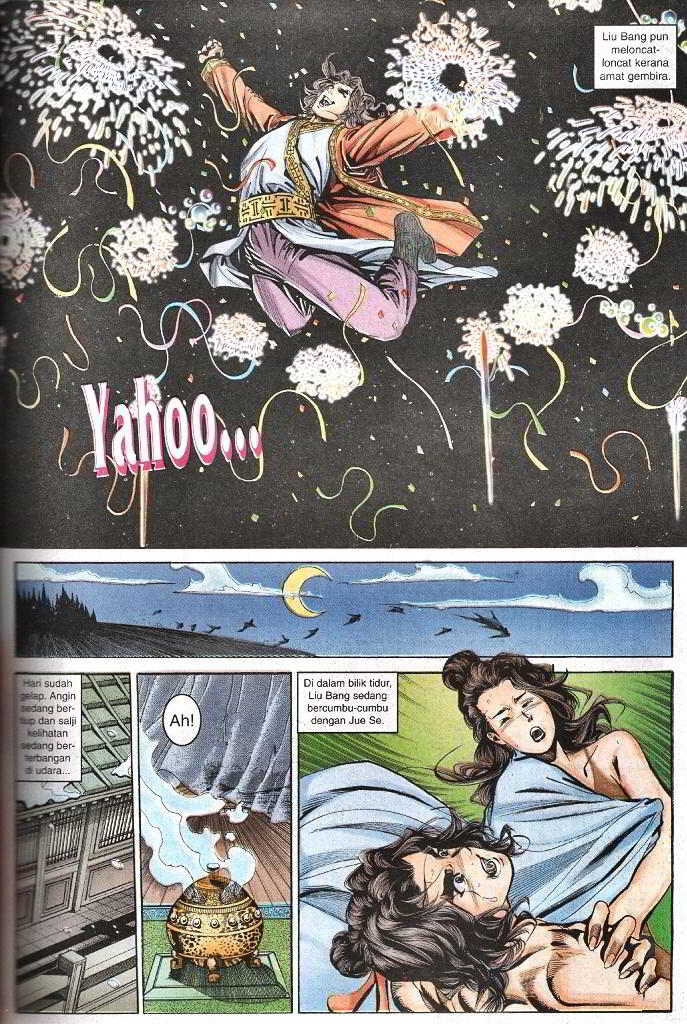 Liu Bang pun
meloncat-
loncat kerana
amat gembira.
Yahoo...
Hari sudah
gelap. Angin
sedang ber-
tiup dan salji
kelihatan
sedang ber-
terbangan
di udara...
Ah!
Di dalam bilik tidur,
Liu Bang sedang
bercumbu-cumbu
dengan Jue Se.